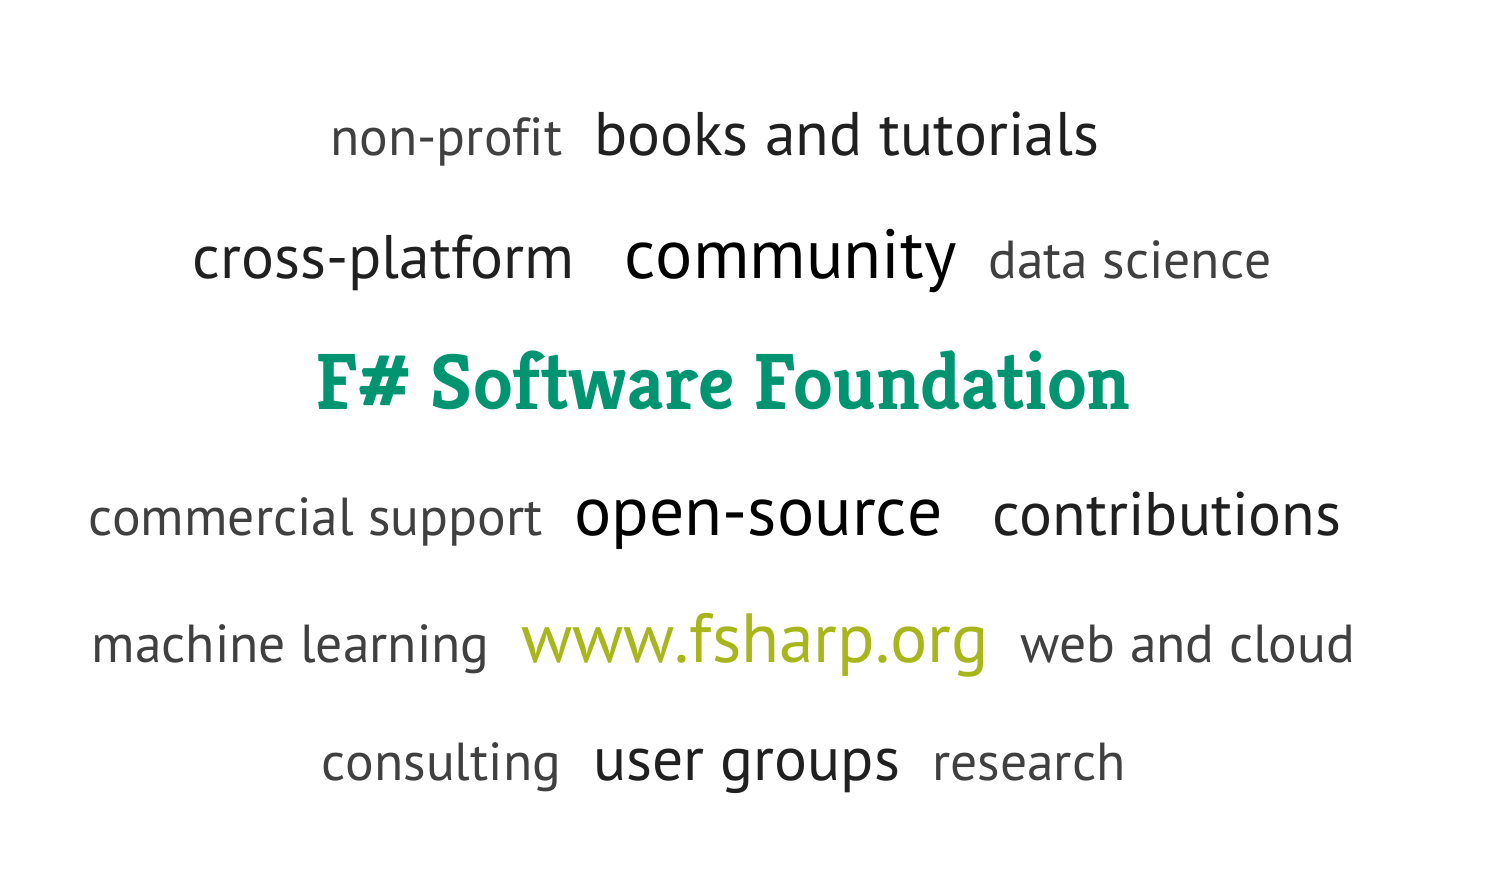 non-profit books and tutorials
cross-platform community data science
F# Software Foundation
commercial support open-source contributions
machine learning www.fsharp.org web and cloud
consulting user groups research